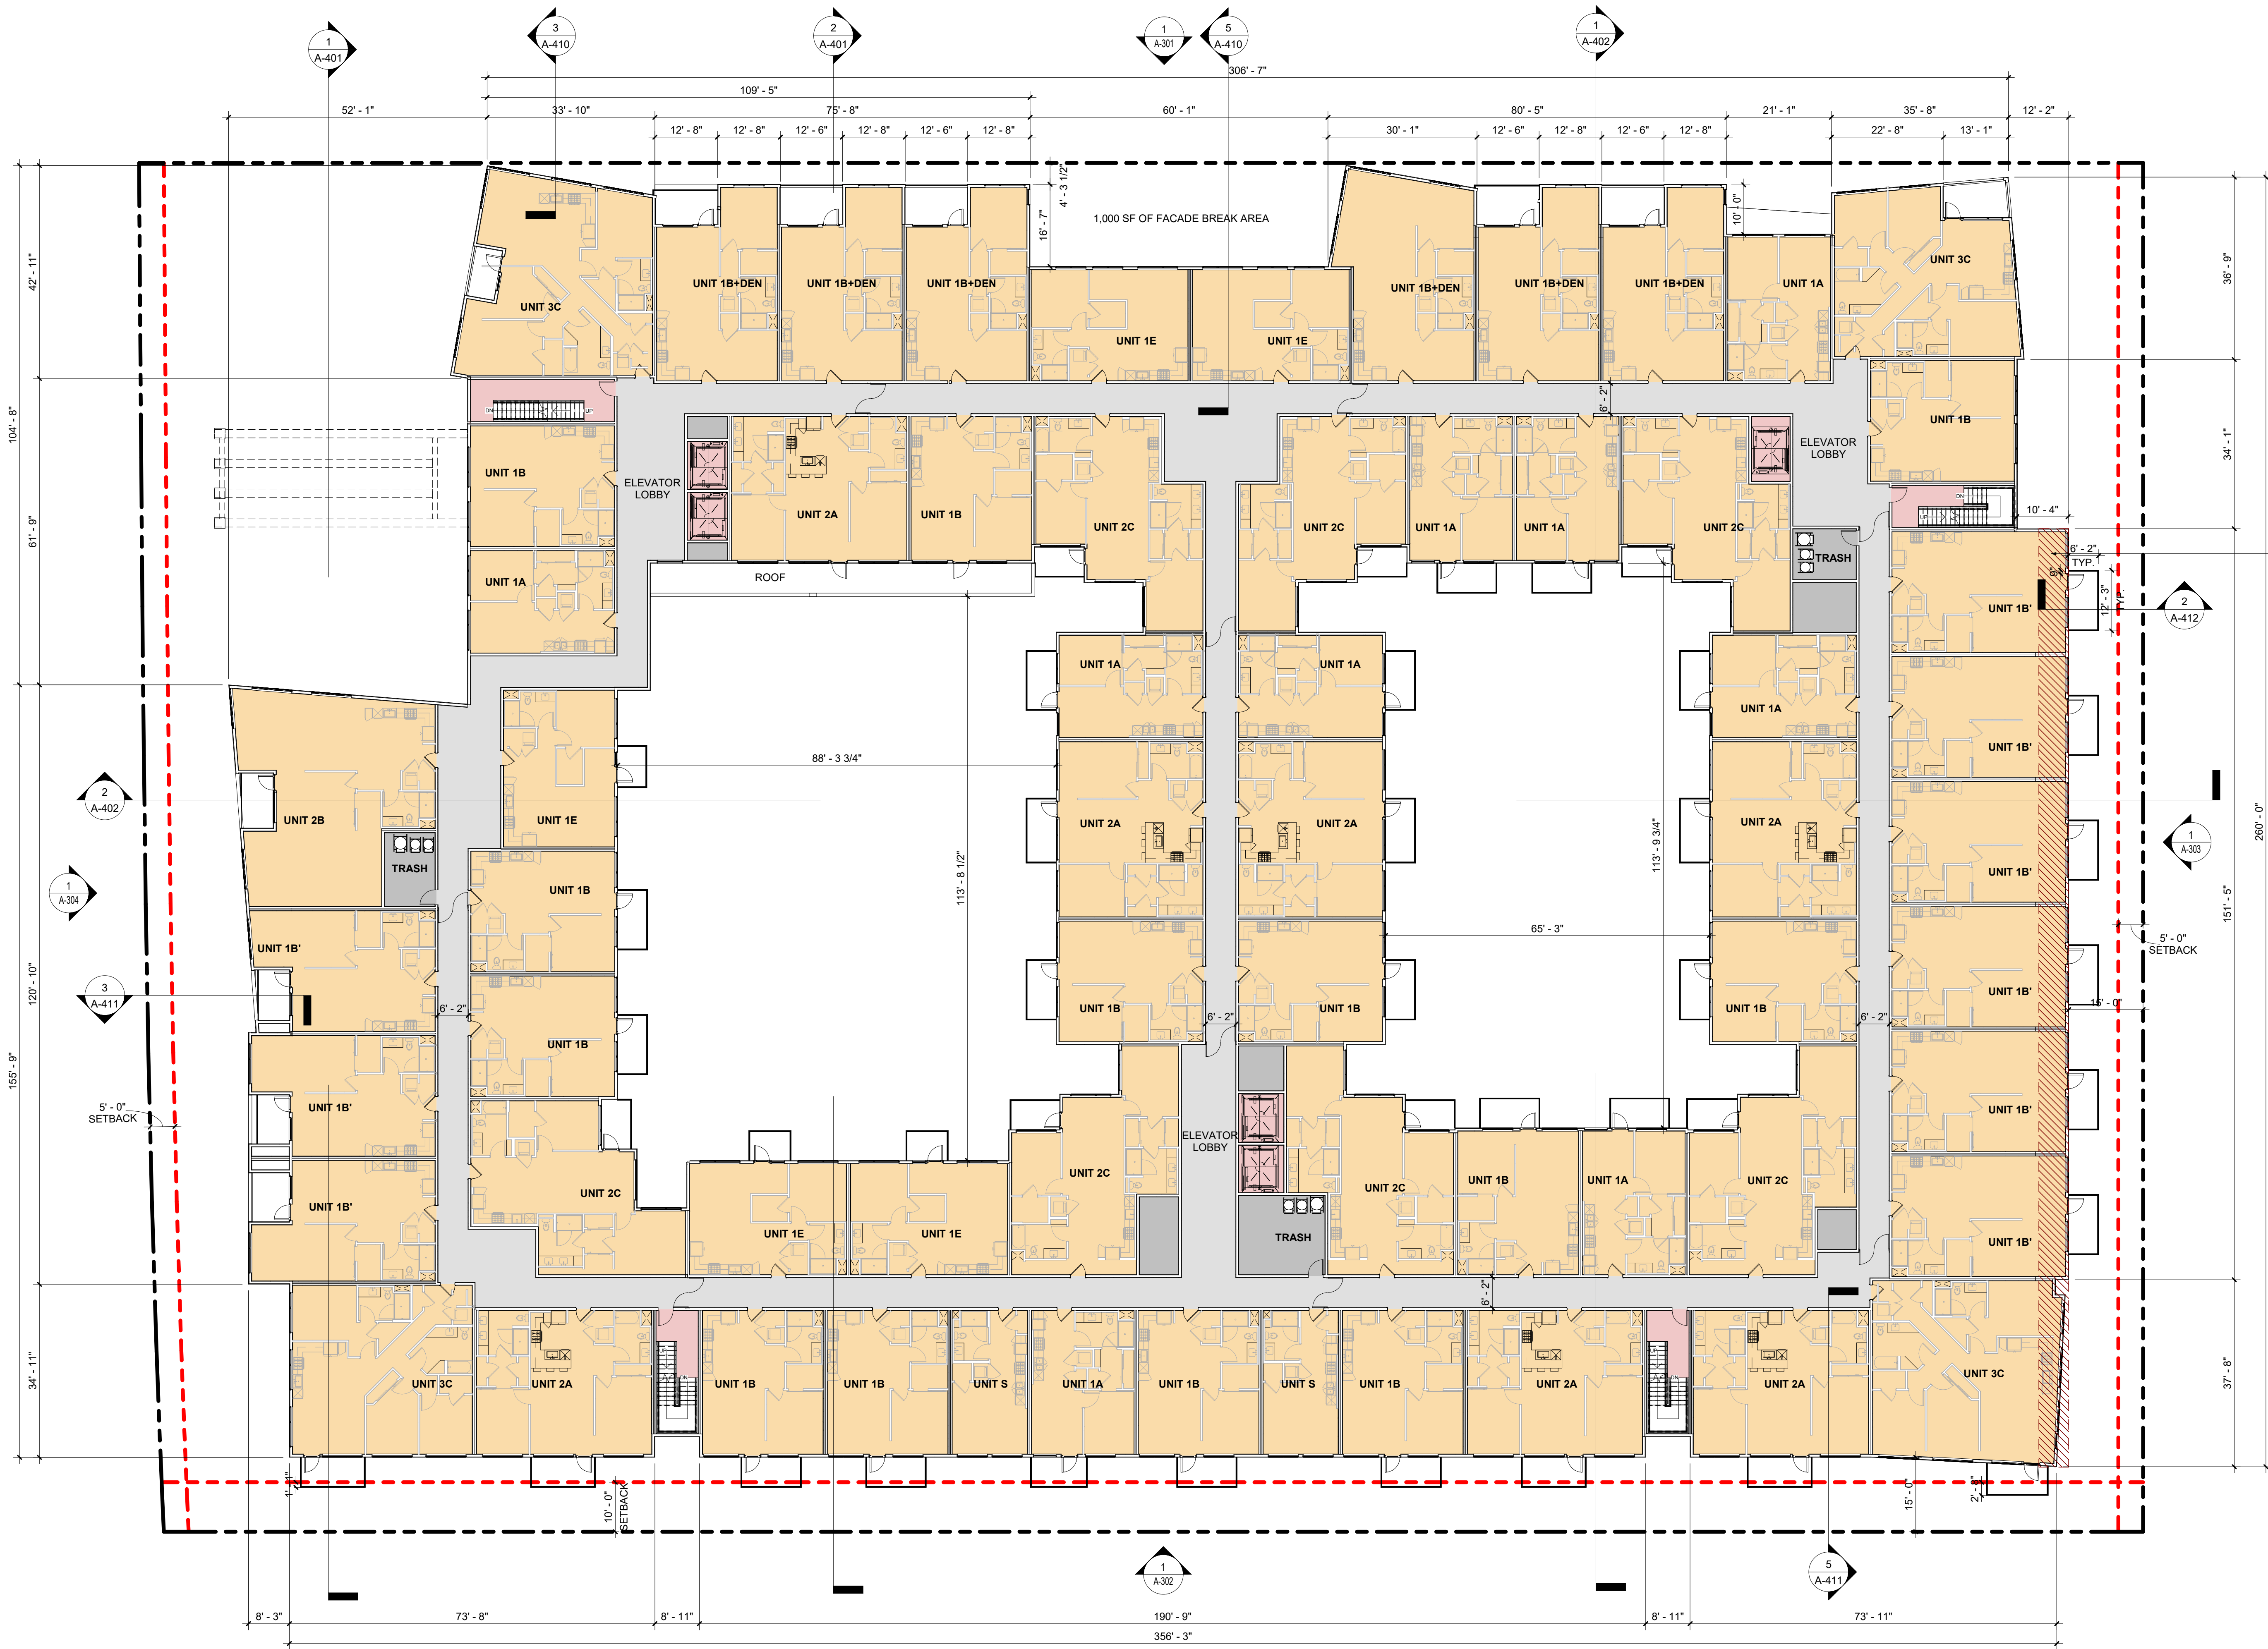 1
A-401
3
A-410
2
A-401
1
A-301
5
A-410
1
A-402
306' - 7"
109' - 5"
52' - 1"
33' - 10"
75' - 8"
60' - 1"
80' - 5"
21' - 1"
35' - 8"
12' - 2"
12' - 8"
12' - 8"
12' - 6"
12' - 8"
12' - 6"
12' - 8"
30' - 1"
12' - 6"
12' - 8"
12' - 6"
12' - 8"
22' - 8"
13' - 1"
4' - 3 1/2"
16' - 7"
1,000 SF OF FACADE BREAK AREA
10' - 0"
42' - 11"
36' - 9"
UNIT 3C
UNIT 1B+DEN
UNIT 1B+DEN
UNIT 1B+DEN
UNIT 1E
UNIT 1E
UNIT 1B+DEN
UNIT 1B+DEN
UNIT 1B+DEN
UNIT 1A
UNIT 3C
104' - 8"
DN
UP
6' - 2"
UNIT 1B
ELEVATOR
LOBBY
34' - 1"
UNIT 1B
ELEVATOR
LOBBY
UNIT 2A
UNIT 1B
UNIT 2C
UNIT 2C
UNIT 1A
UNIT 1A
UNIT 2C
DN
UP
10' - 4"
61' - 9"
UNIT 1A
ROOF
TRASH
6' - 2"
TYP.
9"
12' - 3"
TYP.
2
A-412
UNIT 1B'
260' - 0"
UNIT 1A
UNIT 1A
UNIT 1A
UNIT 1B'
88' - 3 3/4"
2
A-402
UNIT 2B
UNIT 1E
UNIT 2A
UNIT 2A
UNIT 2A
113' - 8 1/2"
113' - 9 3/4"
1
A-303
TRASH
UNIT 1B'
151' - 5"
1
A-304
UNIT 1B
65' - 3"
5' - 0"
SETBACK
UNIT 1B'
120' - 10"
3
A-411
6' - 2"
UNIT 1B
UNIT 1B
6' - 2"
UNIT 1B
6' - 2"
UNIT 1B'
15' - 0"
155' - 9"
UNIT 1B
5' - 0"
SETBACK
UNIT 1B'
UNIT 1B'
ELEVATOR
LOBBY
UNIT 2C
UNIT 2C
UNIT 2C
UNIT 1B
UNIT 1A
UNIT 2C
UNIT 1B'
UNIT 1E
UNIT 1E
TRASH
UNIT 1B'
6' - 2"
34' - 11"
37' - 8"
UP
DN
UP
DN
UNIT 3C
UNIT 2A
UNIT 1B
UNIT 1B
UNIT S
UNIT 1A
UNIT 1B
UNIT S
UNIT 1B
UNIT 2A
UNIT 2A
UNIT 3C
1' - 1"
10' - 0"
SETBACK
15' - 0"
2' - 8"
1
A-302
5
A-411
8' - 3"
73' - 8"
8' - 11"
190' - 9"
8' - 11"
73' - 11"
356' - 3"